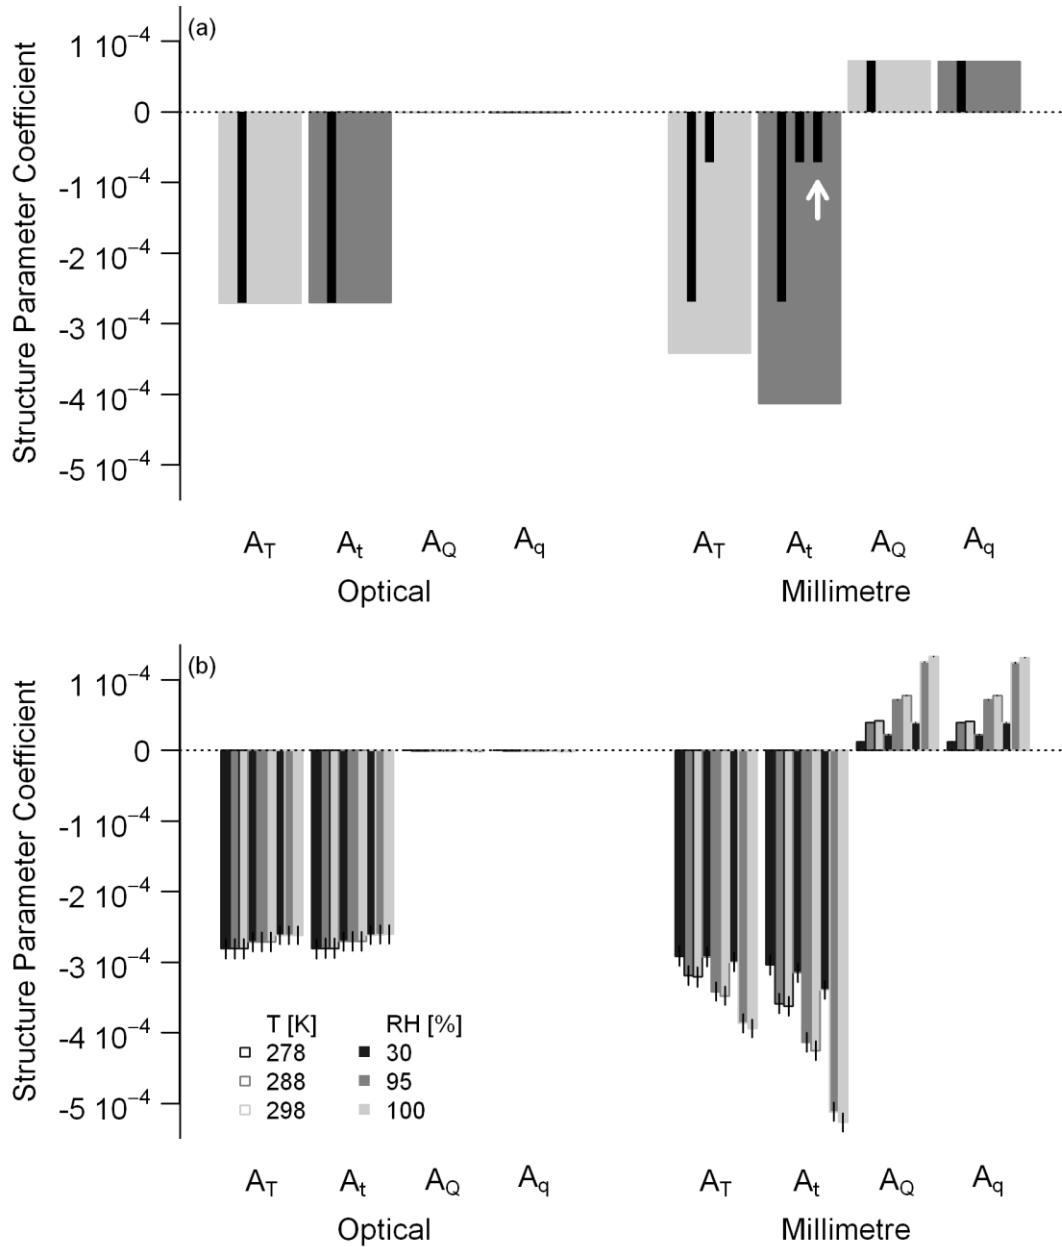 (a)
Structure Parameter Coefficient
1 10⁻⁴
0
-1 10⁻⁴
-2 10⁻⁴
-3 10⁻⁴
-4 10⁻⁴
-5 10⁻⁴
A_T A_t A_Q A_q A_T A_t A_Q A_q
Optical Millimetre
(b)
Structure Parameter Coefficient
1 10⁻⁴
0
-1 10⁻⁴
-2 10⁻⁴
-3 10⁻⁴
-4 10⁻⁴
-5 10⁻⁴
T [K] RH [%]
278 30
288 95
298 100
A_T A_t A_Q A_q A_T A_t A_Q A_q
Optical Millimetre